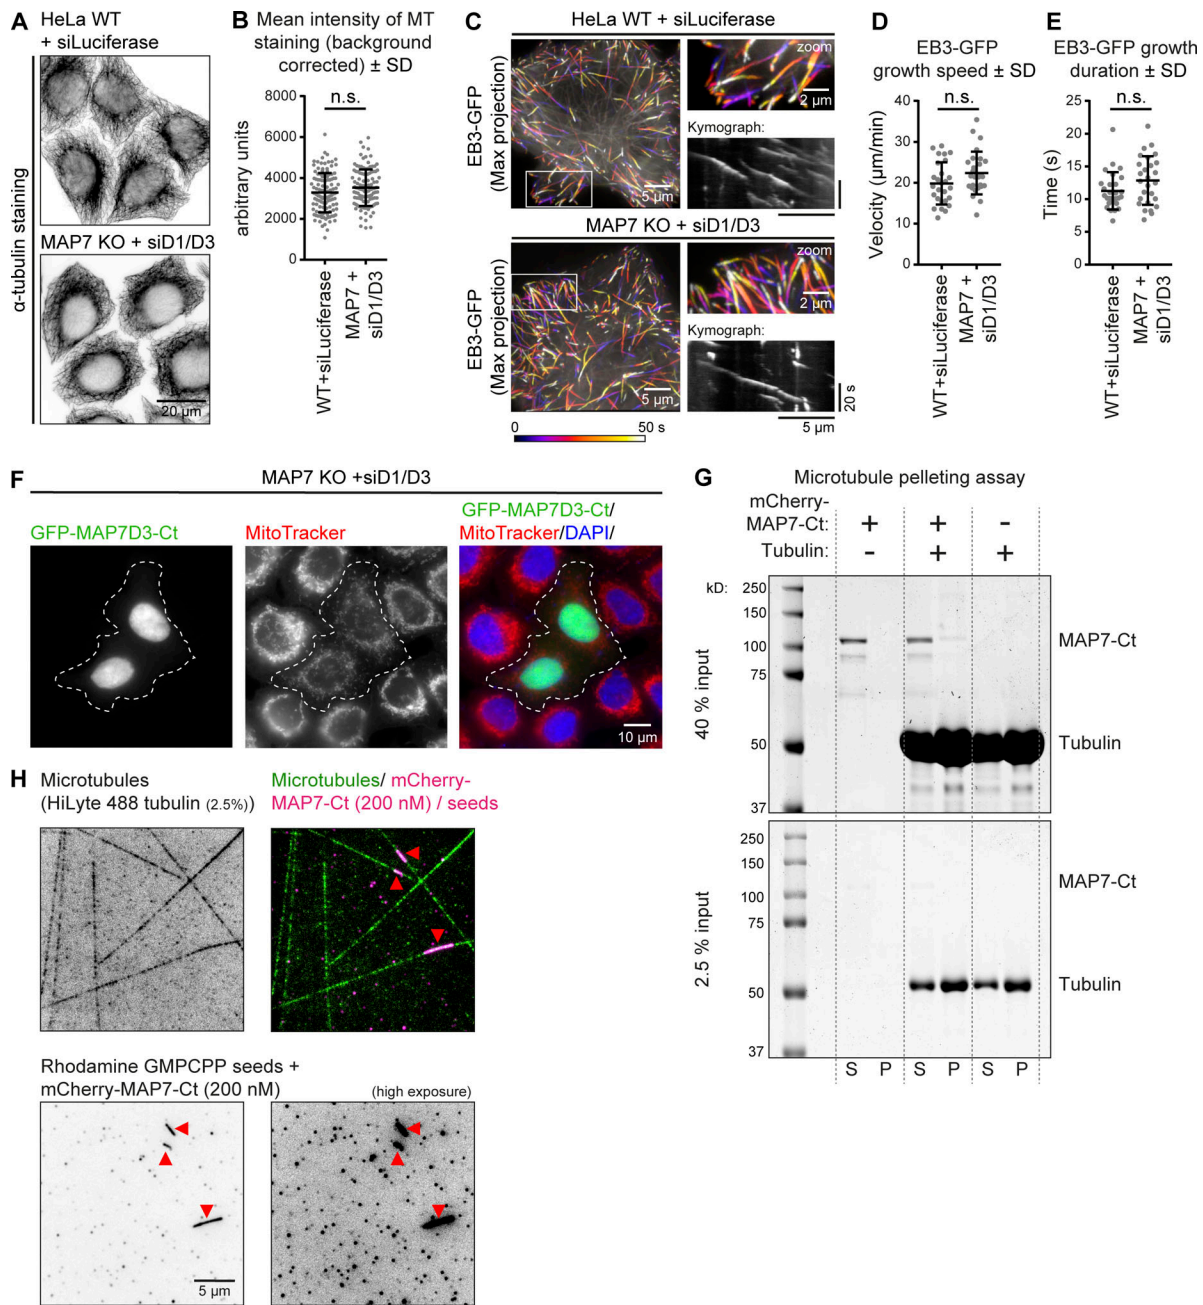 A
HeLa WT
+ siLuciferase
α-tubulin staining
MAP7 KO + siD1/D3
20 µm
B
Mean intensity of MT
staining (background
corrected) ± SD
n.s.
arbitrary units
8000
6000
4000
2000
0
WT+siLuciferase
MAP7 +
siD1/D3
C
HeLa WT + siLuciferase
EB3-GFP
(Max projection)
5 µm
zoom
2 µm
Kymograph:
MAP7 KO + siD1/D3
EB3-GFP
(Max projection)
5 µm
zoom
2 µm
Kymograph:
20 s
5 µm
0
50 s
D
EB3-GFP
growth speed ± SD
n.s.
Velocity (µm/min)
40
30
20
10
0
WT+siLuciferase
MAP7 +
siD1/D3
E
EB3-GFP growth
duration ± SD
n.s.
Time (s)
25
20
15
10
5
0
WT+siLuciferase
MAP7 +
siD1/D3
F
MAP7 KO +siD1/D3
GFP-MAP7D3-Ct
MitoTracker
GFP-MAP7D3-Ct/
MitoTracker/DAPI/
10 µm
G
Microtubule pelleting assay
mCherry-
MAP7-Ct: + + -
Tubulin: - + +
kD:
40 % input
250
150
100
75
50
37
MAP7-Ct
Tubulin
2.5 % input
250
150
100
75
50
37
MAP7-Ct
Tubulin
S P S P S P
H
Microtubules
(HiLyte 488 tubulin (2.5%))
Microtubules/ mCherry-
MAP7-Ct (200 nM) / seeds
Rhodamine GMPCPP seeds +
mCherry-MAP7-Ct (200 nM)
(high exposure)
5 µm